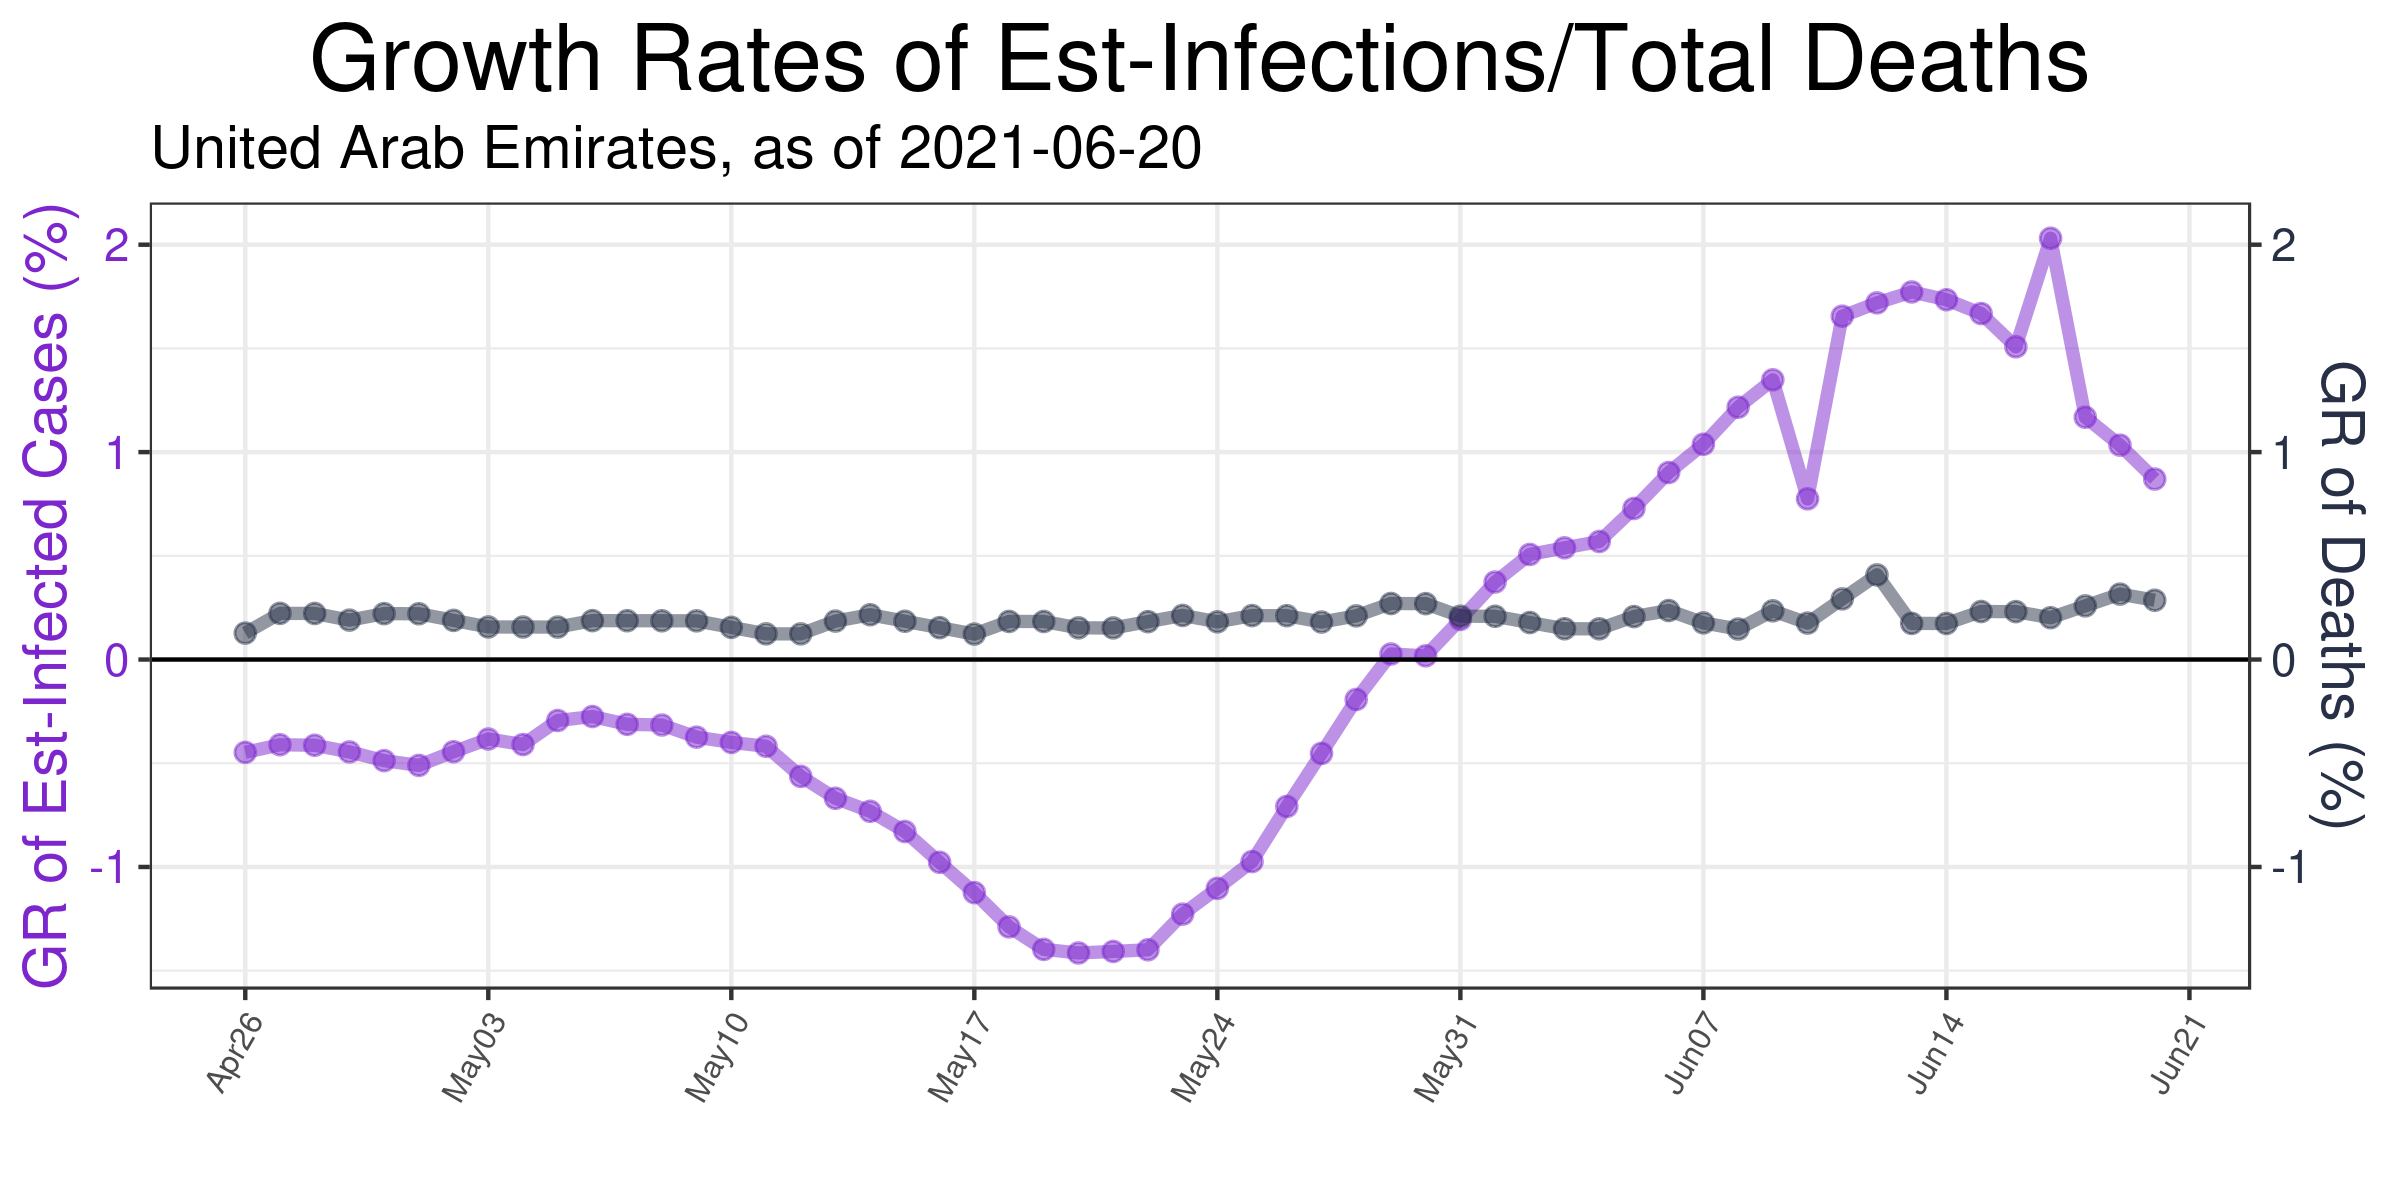 Growth Rates of Est-Infections/Total Deaths
United Arab Emirates, as of 2021-06-20
GR of Est-Infected Cases (%)
2
1
0
-1
2
1
0
-1
GR of Deaths (%)
Apr26
May03
May10
May17
May24
May31
Jun07
Jun14
Jun21